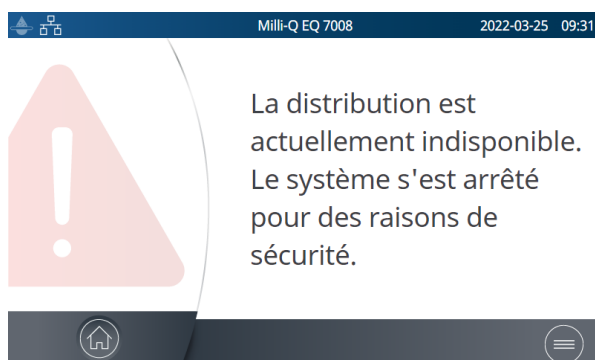 Milli-Q EQ 7008 2022-03-25 09:31
La distribution est
actuellement indisponible.
Le système s'est arrêté
pour des raisons de
sécurité.